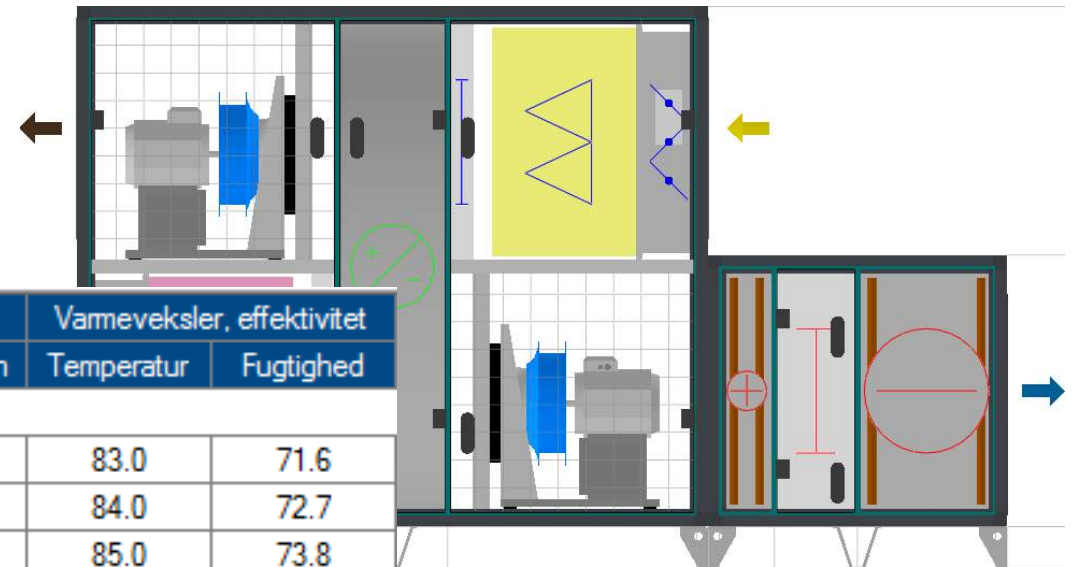 Varmeveksler, effektivitet
Temperatur Fugtighed
83.0 71.6
84.0 72.7
85.0 73.8